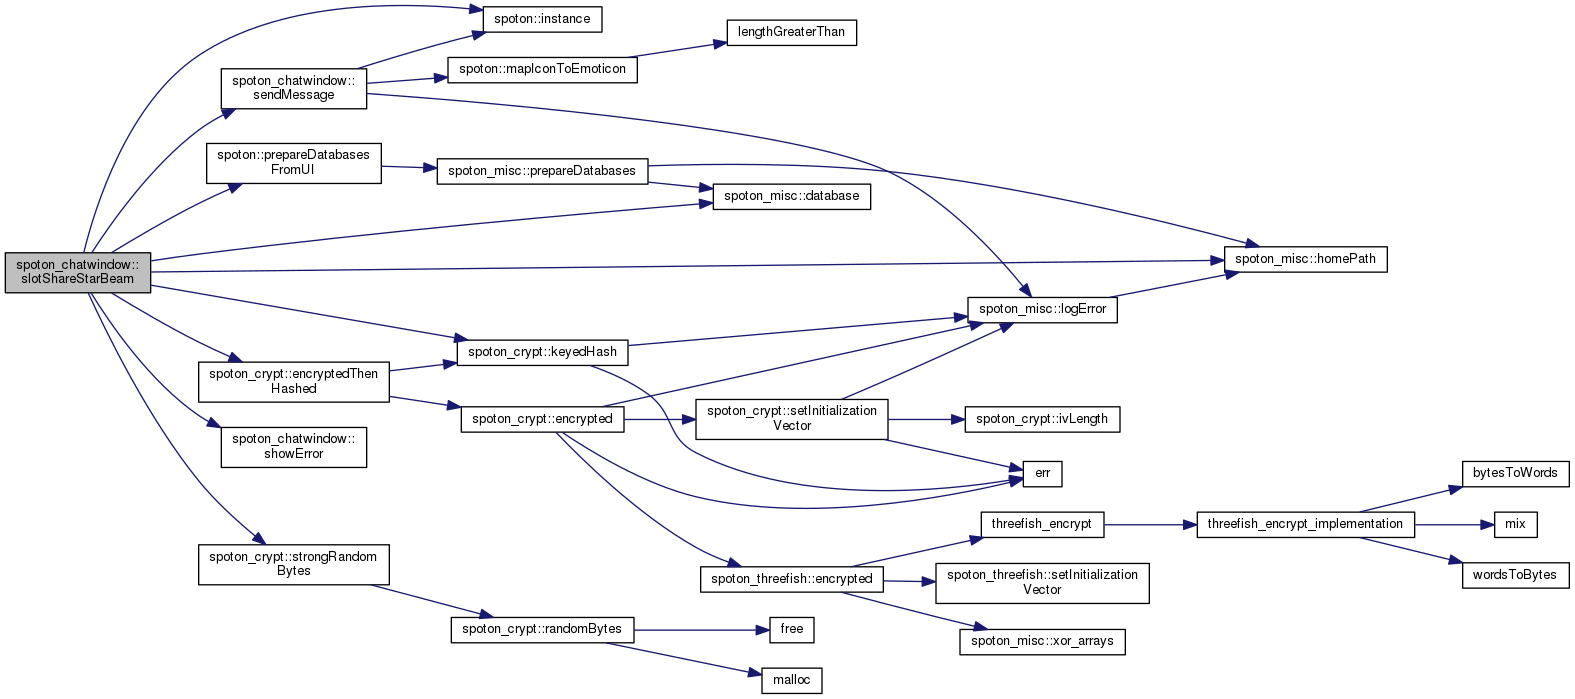 spoton::instance
lengthGreaterThan
spoton::mapIconToEmoticon
spoton_chatwindow::
sendMessage
spoton::prepareDatabases
FromUI
spoton_misc::prepareDatabases
spoton_misc::database
spoton_chatwindow::
slotShareStarBeam
spoton_misc::homePath
spoton_misc::logError
spoton_crypt::keyedHash
spoton_crypt::encryptedThen
Hashed
spoton_crypt::encrypted
spoton_crypt::setInitialization
Vector
spoton_crypt::ivLength
spoton_chatwindow::
showError
err
bytesToWords
threefish_encrypt
threefish_encrypt_implementation
mix
spoton_crypt::strongRandom
Bytes
spoton_threefish::encrypted
spoton_threefish::setInitialization
Vector
wordsToBytes
spoton_crypt::randomBytes
free
spoton_misc::xor_arrays
malloc